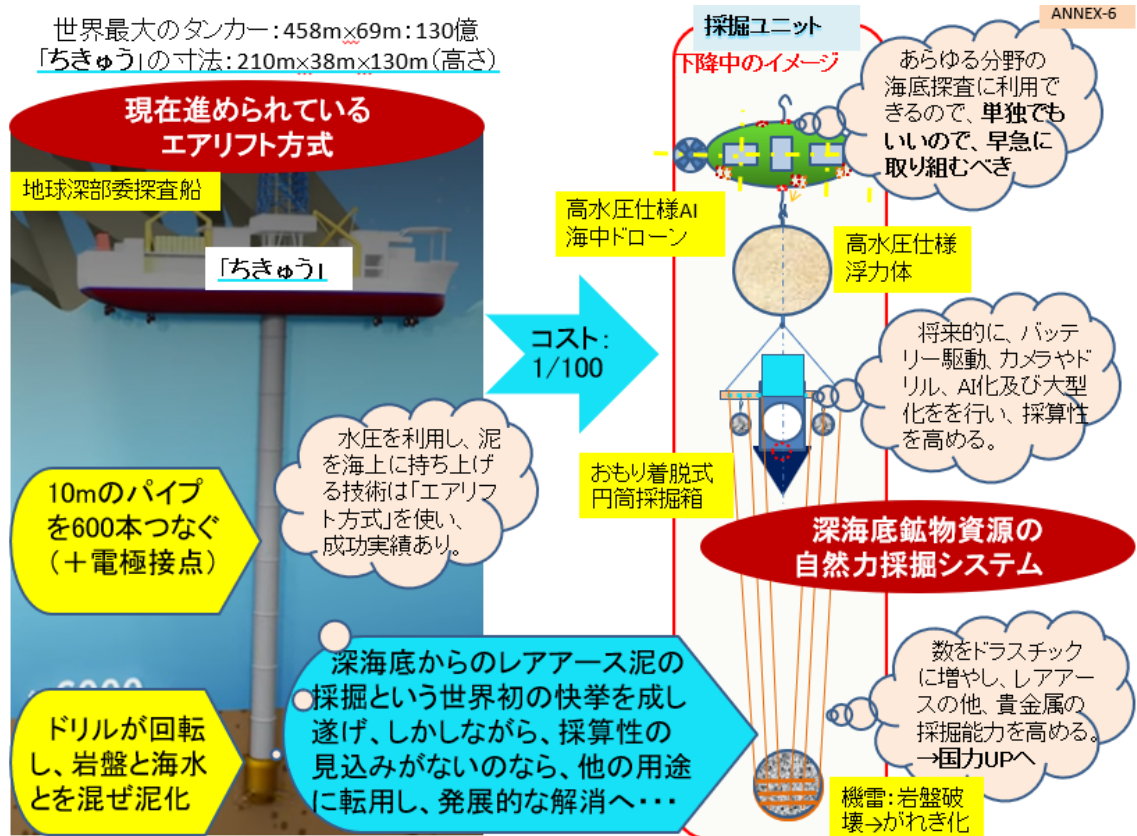 ANNEX-6
世界最大のタンカー：458m×69m：130億
「ちきゅう」の寸法：210m×38m×130m（高さ）
現在進められている
エアリフト方式
地球深部委探査船
「ちきゅう」
10mのパイプ
を600本つなぐ
（＋電極接点）
水圧を利用し、泥
を海上に持ち上げ
る技術は「エアリフ
ト方式」を使い、
成功実績あり。
ドリルが回転
し、岩盤と海水
とを混ぜ泥化
コスト：
1/100
深海底からのレアアース泥の
採掘という世界初の快挙を成し
遂げ、しかしながら、採算性の
見込みがないのなら、他の用途
に転用し、発展的な解消へ・・・
採掘ユニット
下降中のイメージ
あらゆる分野の
海底探査に利用で
きるので、単独でも
いいので、早急に
取り組むべき
高水圧仕様AI
海中ドローン
高水圧仕様
浮力体
将来的に、バッテ
リー駆動、カメラやド
リル、AI化及び大型
化をを行い、採算性
を高める。
おもり着脱式
円筒採掘箱
深海底鉱物資源の
自然力採掘システム
数をドラスチック
に増やし、レアアー
スの他、貴金属の
採掘能力を高める。
→国力UPへ
機雷：岩盤破
壊→がれき化